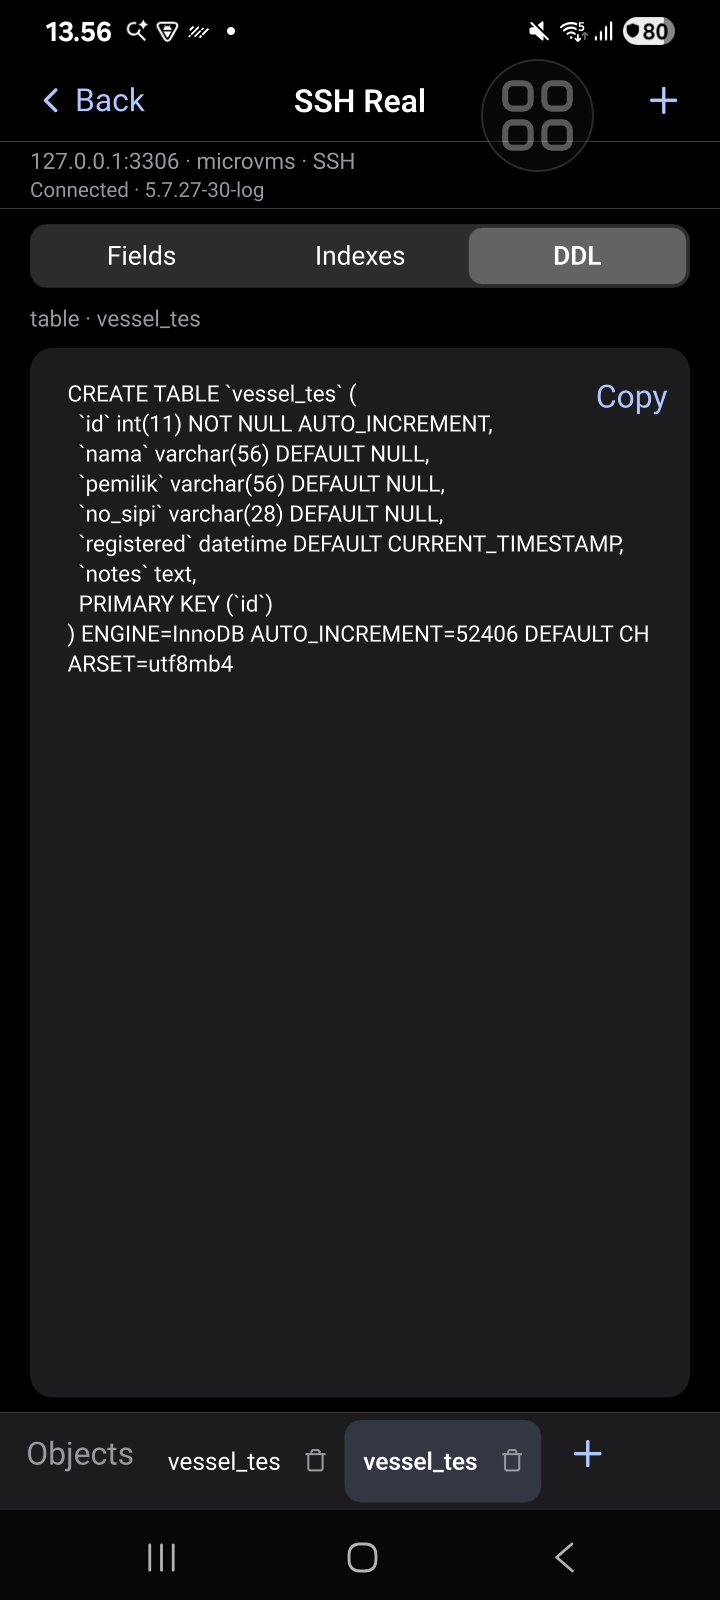 13.56
5
80
Back
SSH Real
127.0.0.1:3306 · microvms · SSH
Connected · 5.7.27-30-log
Fields
Indexes
DDL
table · vessel_tes
Copy
CREATE TABLE `vessel_tes` (
  `id` int(11) NOT NULL AUTO_INCREMENT,
  `nama` varchar(56) DEFAULT NULL,
  `pemilik` varchar(56) DEFAULT NULL,
  `no_sipi` varchar(28) DEFAULT NULL,
  `registered` datetime DEFAULT CURRENT_TIMESTAMP,
  `notes` text,
  PRIMARY KEY (`id`)
) ENGINE=InnoDB AUTO_INCREMENT=52406 DEFAULT CH
ARSET=utf8mb4
Objects
vessel_tes
vessel_tes